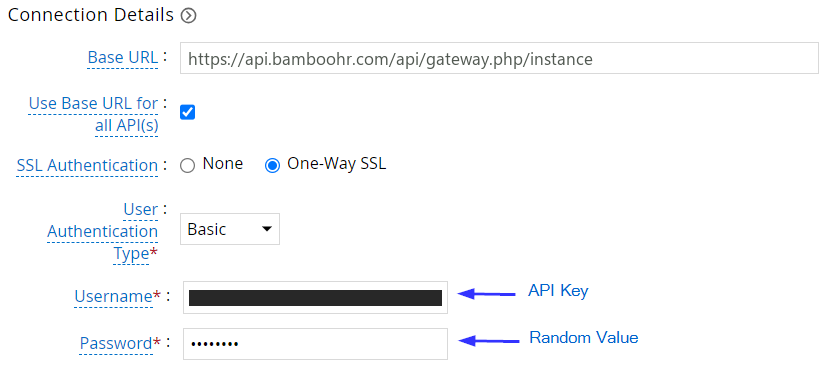 Connection Details
Base URL : https://api.bamboohr.com/api/gateway.php/instance
Use Base URL for :
all API(s)
SSL Authentication : None One-Way SSL
User :
Authentication Basic
Type*
Username* : API Key
Password* : •••••••• Random Value